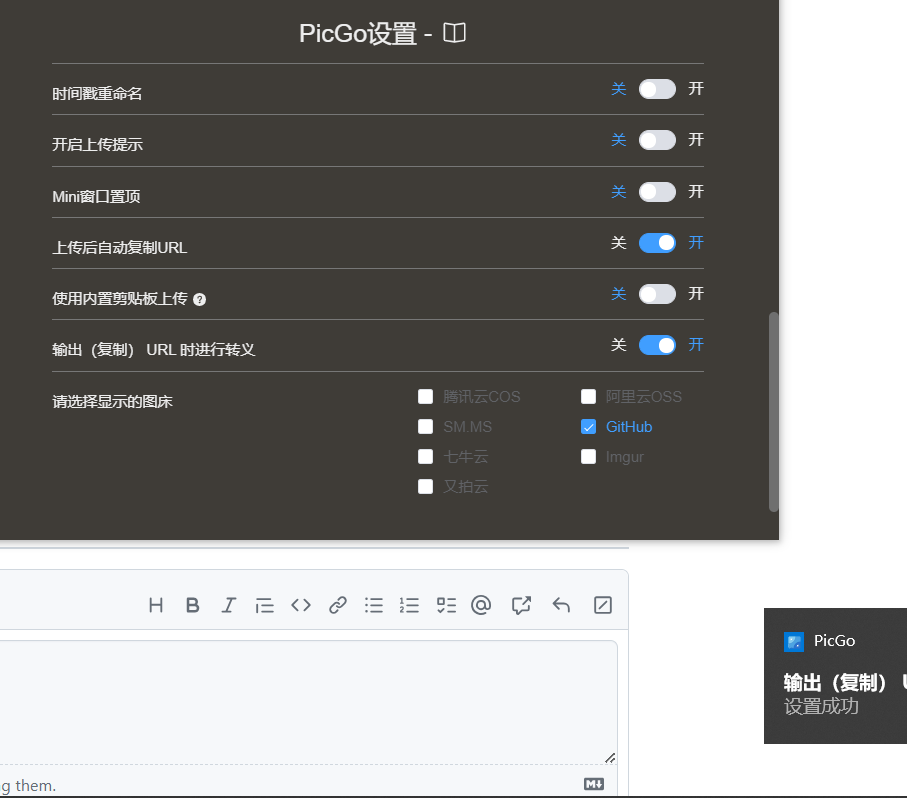 PicGo设置 -
时间戳重命名 关 开
开启上传提示 关 开
Mini窗口置顶 关 开
上传后自动复制URL 关 开
使用内置剪贴板上传 ? 关 开
输出（复制） URL 时进行转义 关 开
请选择显示的图床 腾讯云COS 阿里云OSS
SM.MS GitHub
七牛云 Imgur
又拍云
PicGo
输出（复制）
设置成功
g them.